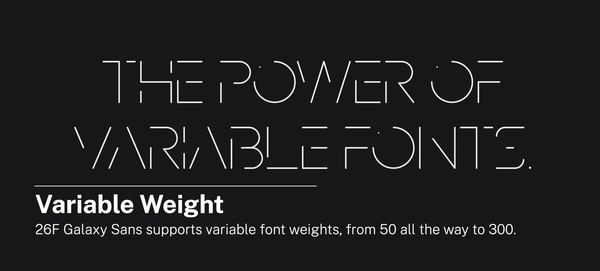 THE POWER OF
VARIABLE FONTS.
Variable Weight
26F Galaxy Sans supports variable font weights, from 50 all the way to 300.